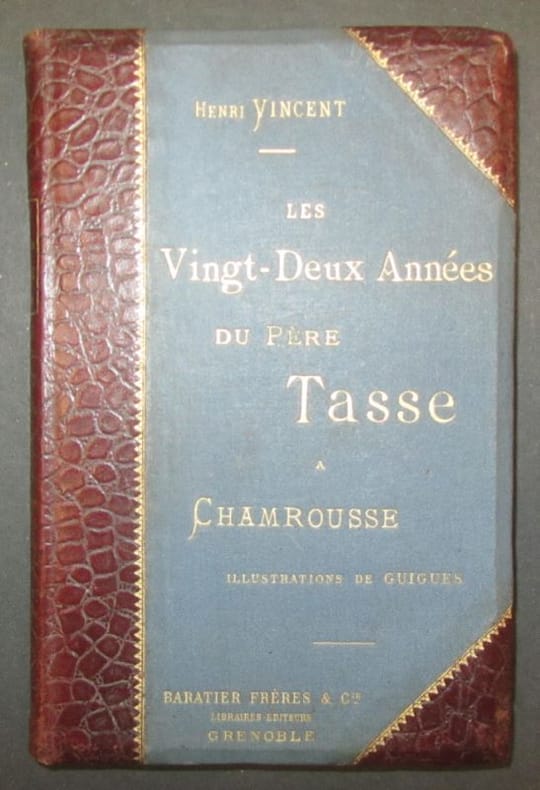 HENRI VINCENT
LES
Vingt-Deux Années
DU PÈRE
Tasse
A
CHAMROUSSE
ILLUSTRATIONS DE GUIGUES
BARATIER FRÈRES & Cie
LIBRAIRES ÉDITEURS
GRENOBLE